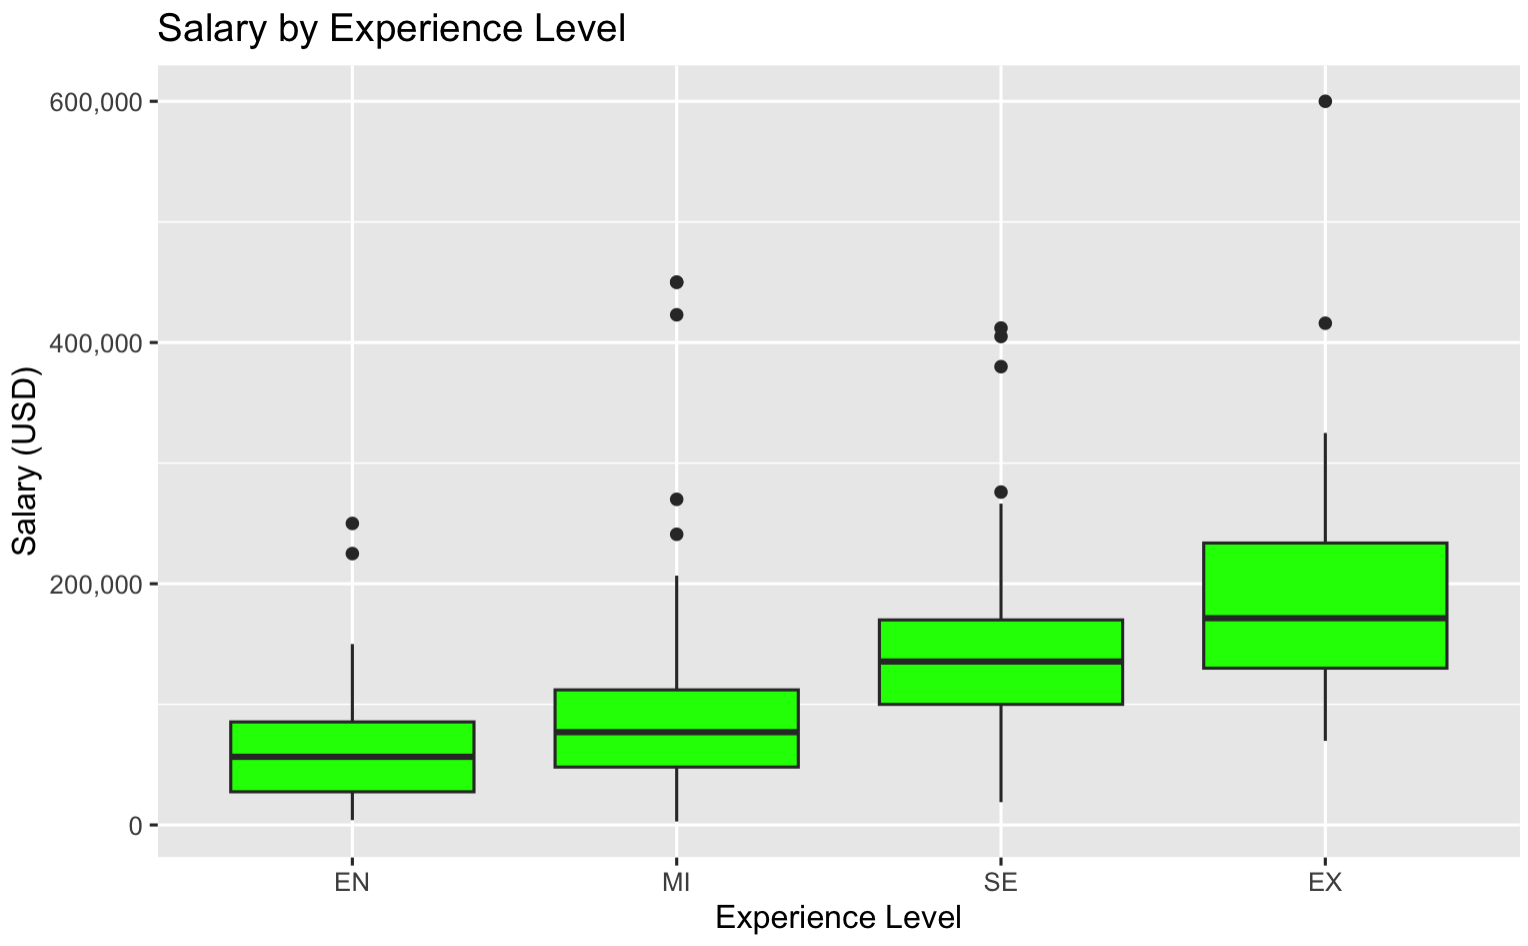 Salary by Experience Level
600,000
400,000
200,000
0
Salary (USD)
EN
MI
SE
EX
Experience Level